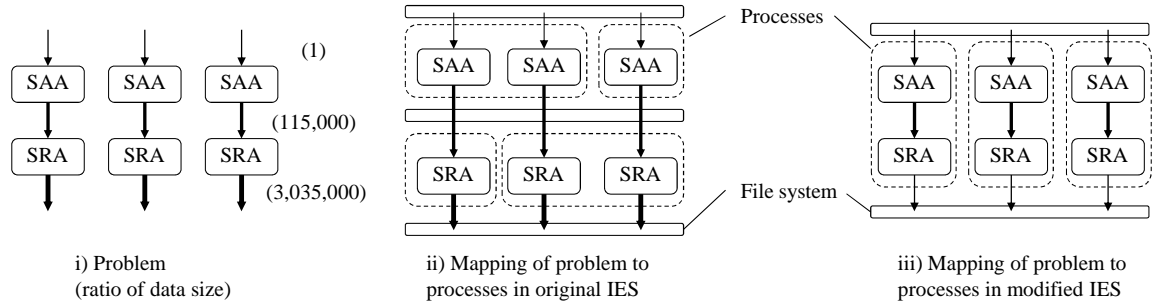 (1)
SAA SAA SAA
(115,000)
SRA SRA SRA
(3,035,000)
i) Problem
(ratio of data size)
SAA SAA SAA
SRA SRA SRA
ii) Mapping of problem to
processes in original IES
Processes
File system
SAA SAA SAA
SRA SRA SRA
iii) Mapping of problem to
processes in modified IES